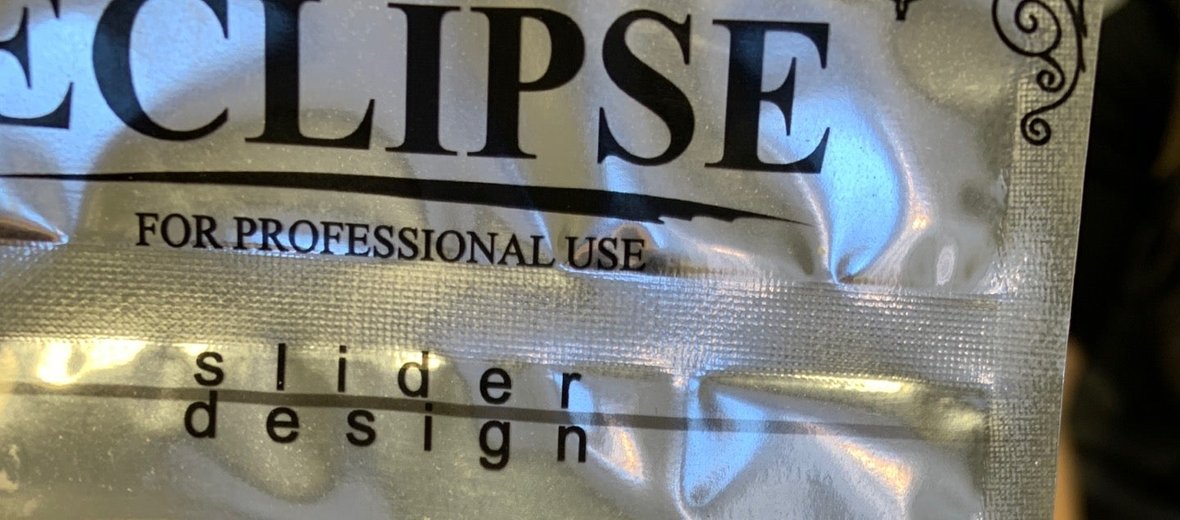 ECLIPSE
FOR PROFESSIONAL USE
slider
design